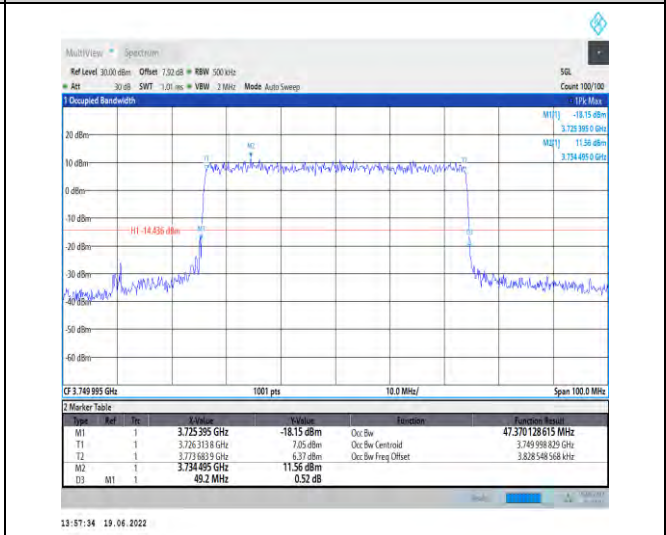 MultiView Spectrum
Ref Level 30.00 dBm Offset 7.92 dB RBW 500 kHz SGL
Att 30 dB SWT 1.01 ms VBW 2 MHz Mode Auto Sweep Count 100/100
1 Occupied Bandwidth 1Pk Max
M1[1] -18.15 dBm
3.725 395 0 GHz
20 dBm M2 M2[1] 11.56 dBm
3.734 495 0 GHz
10 dBm T1 T2
0 dBm
-10 dBm
H1 -14.436 dBm M1
-20 dBm
-30 dBm
-40 dBm
-50 dBm
-60 dBm
CF 3.749 995 GHz 1001 pts 10.0 MHz/ Span 100.0 MHz
2 Marker Table
Type Ref Trc X-Value Y-Value Function Function Result
M1 1 3.725 395 GHz -18.15 dBm Occ Bw 47.370 128 615 MHz
T1 1 3.726 313 8 GHz 7.05 dBm Occ Bw Centroid 3.749 998 829 GHz
T2 1 3.773 683 9 GHz 6.37 dBm Occ Bw Freq Offset 3.828 548 568 kHz
M2 1 3.734 495 GHz 11.56 dBm
D3 M1 1 49.2 MHz 0.52 dB
13:57:34 19.06.2022